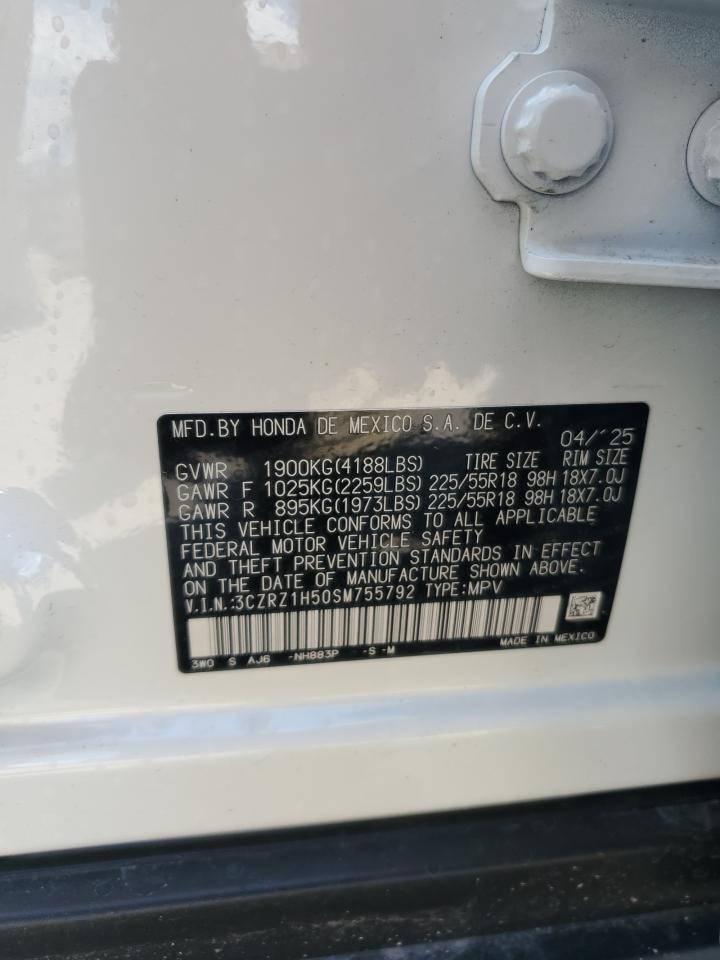 MFD.BY HONDA DE MEXICO S.A. DE C.V.
04/'25
GVWR 1900KG(4188LBS) TIRE SIZE RIM SIZE
GAWR F 1025KG(2259LBS) 225/55R18 98H 18X7.0J
GAWR R 895KG(1973LBS) 225/55R18 98H 18X7.0J
THIS VEHICLE CONFORMS TO ALL APPLICABLE
FEDERAL MOTOR VEHICLE SAFETY
AND THEFT PREVENTION STANDARDS IN EFFECT
ON THE DATE OF MANUFACTURE SHOWN ABOVE.
V.I.N.:3CZRZ1H50SM755792 TYPE:MPV
MADE IN MEXICO
3W0 S AJ6 -NH883P -S -M